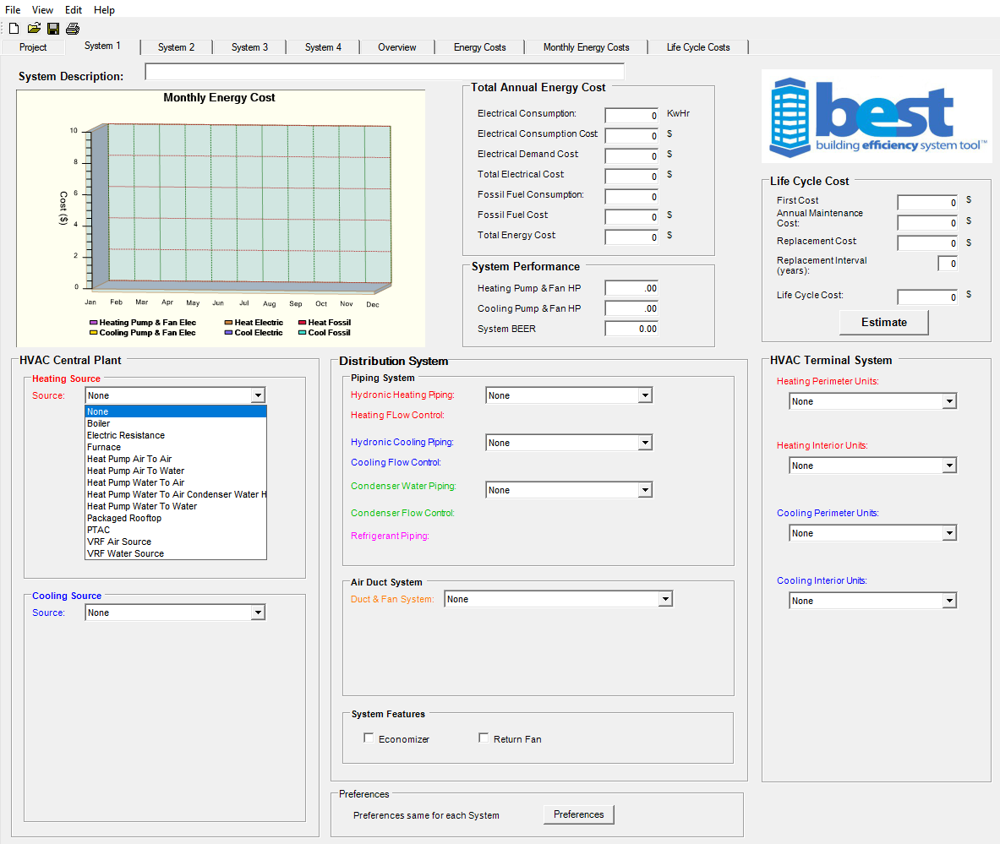 File View Edit Help
Project System 1 System 2 System 3 System 4 Overview Energy Costs Monthly Energy Costs Life Cycle Costs
System Description:
Monthly Energy Cost
10
8
6
4
2
0
Cost ($)
Jan Feb Mar Apr May Jun Jul Aug Sep Oct Nov Dec
Heating Pump & Fan Elec Heat Electric Heat Fossil
Cooling Pump & Fan Elec Cool Electric Cool Fossil
Total Annual Energy Cost
Electrical Consumption: 0 KwHr
Electrical Consumption Cost 0 $
Electrical Demand Cost 0 $
Total Electrical Cost 0 $
Fossil Fuel Consumption: 0
Fossil Fuel Cost 0 $
Total Energy Cost 0 $
System Performance
Heating Pump & Fan HP .00
Cooling Pump & Fan HP .00
System BEER 0.00
best
building efficiency system tool™
Life Cycle Cost
First Cost 0 $
Annual Maintenance
Cost: 0 $
Replacement Cost 0 $
Replacement Interval
(years): 0
Life Cycle Cost: 0 $
Estimate
HVAC Central Plant
Heating Source
Source: None
None
Boiler
Electric Resistance
Furnace
Heat Pump Air To Air
Heat Pump Air To Water
Heat Pump Water To Air
Heat Pump Water To Air Condenser Water H
Heat Pump Water To Water
Packaged Rooftop
PTAC
VRF Air Source
VRF Water Source
Cooling Source
Source: None
Distribution System
Piping System
Hydronic Heating Piping: None
Heating FLow Control:
Hydronic Cooling Piping: None
Cooling Flow Control:
Condenser Water Piping: None
Condenser Flow Control:
Refrigerant Piping:
Air Duct System
Duct & Fan System: None
System Features
Economizer Return Fan
Preferences
Preferences same for each System Preferences
HVAC Terminal System
Heating Perimeter Units:
None
Heating Interior Units:
None
Cooling Perimeter Units:
None
Cooling Interior Units:
None